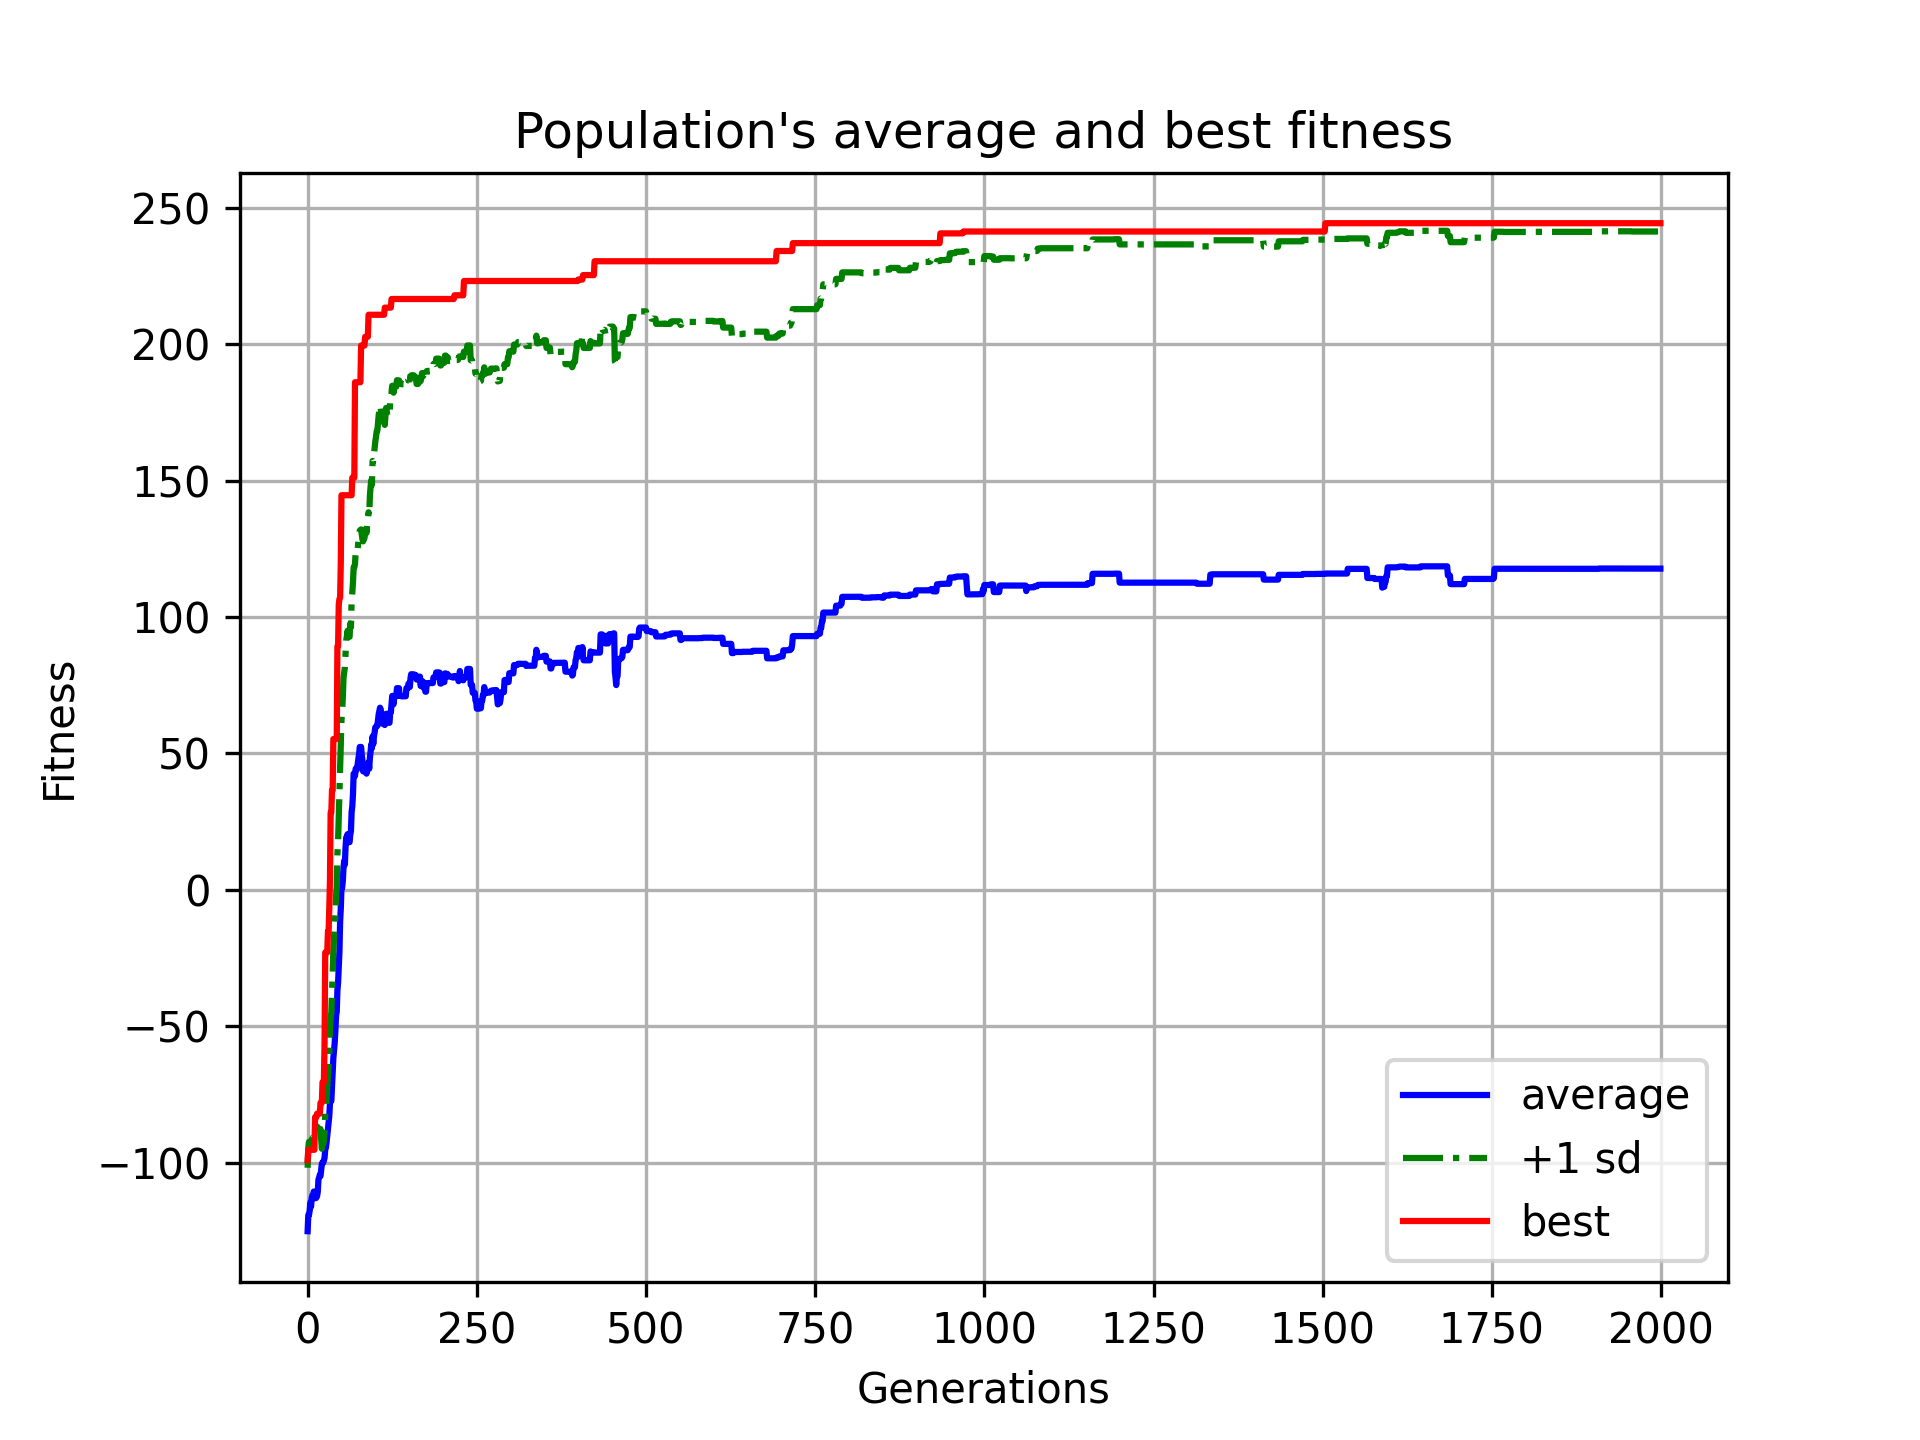 Population's average and best fitness
250
200
150
100
50
0
−50
−100
Fitness
average
+1 sd
best
0 250 500 750 1000 1250 1500 1750 2000
Generations